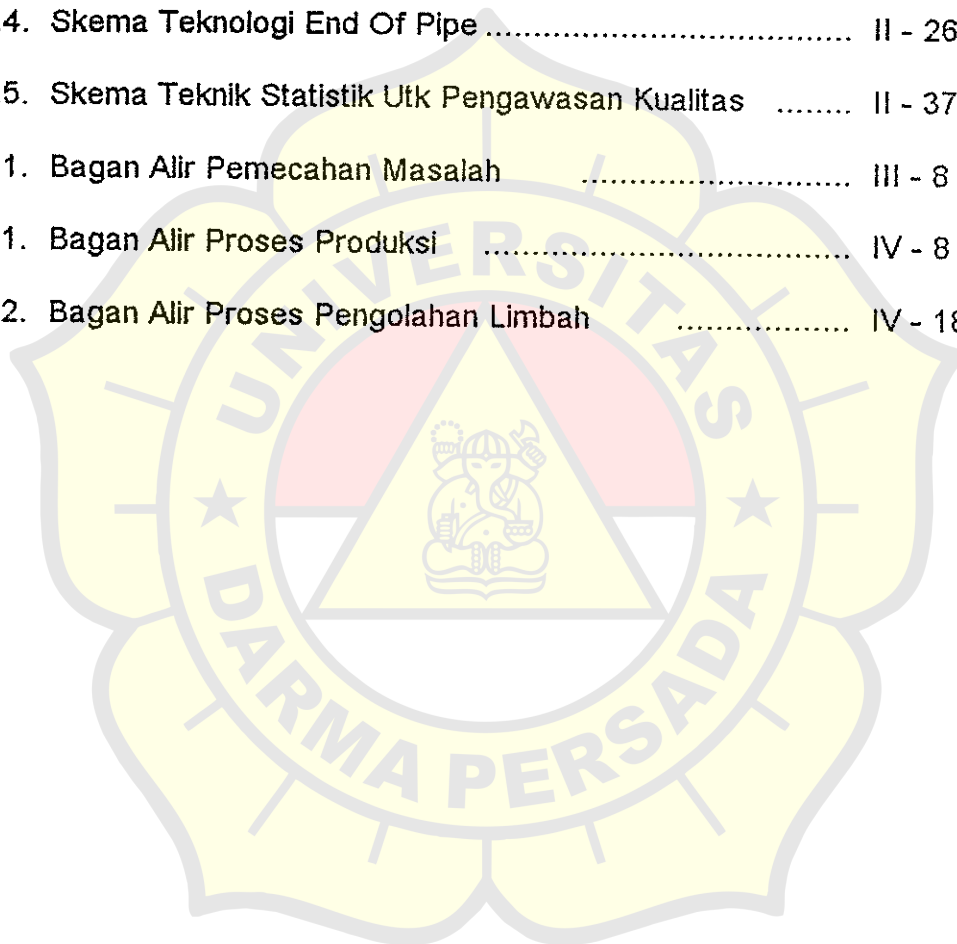 .4. Skema Teknologi End Of Pipe .................................... II - 26
5. Skema Teknik Statistik Utk Pengawasan Kualitas ........ II - 37
1. Bagan Alir Pemecahan Masalah ........................... III - 8
1. Bagan Alir Proses Produksi ..................................... IV - 8
2. Bagan Alir Proses Pengolahan Limbah ................. IV - 18
UNIVERSITAS
DARMA PERSADA